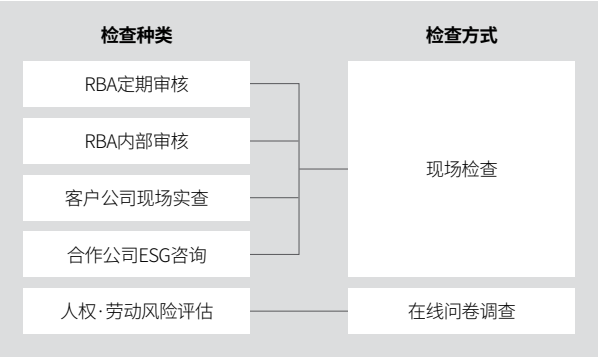 检查种类
检查方式
RBA定期审核
RBA内部审核
客户公司现场实查
合作公司ESG咨询
现场检查
人权·劳动风险评估
在线问卷调查